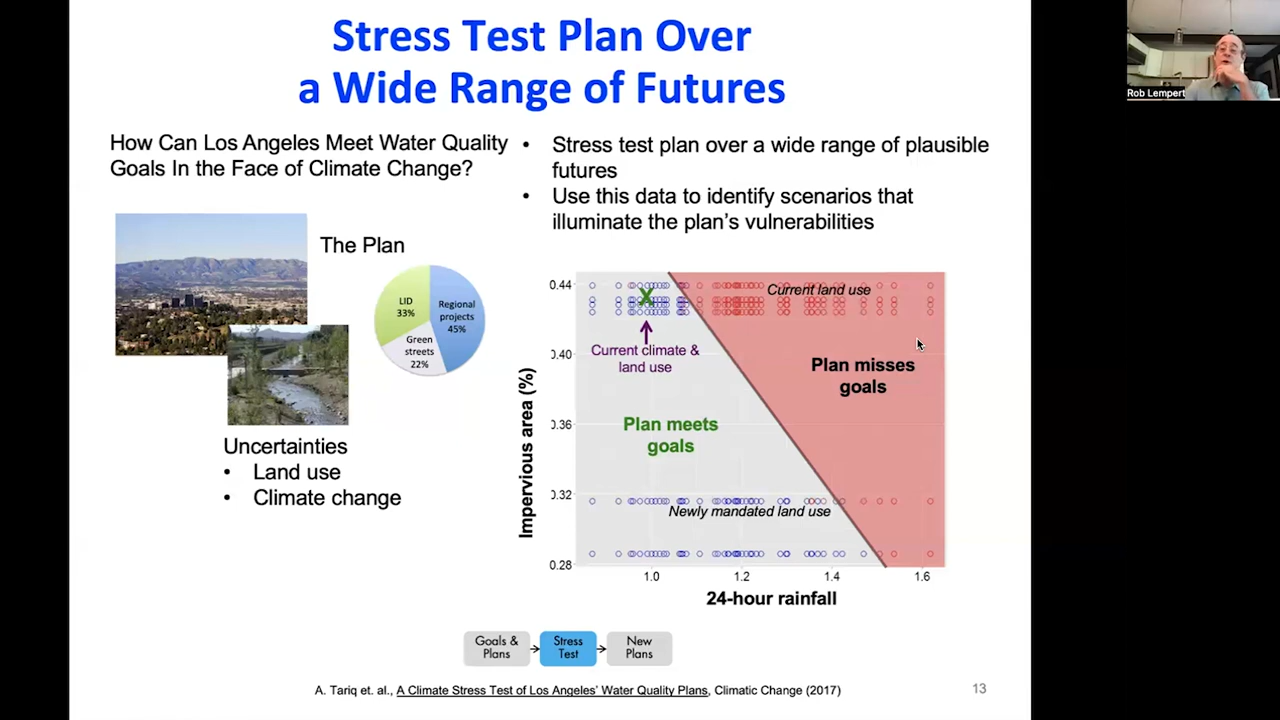 Stress Test Plan Over
a Wide Range of Futures
Rob Lempert
How Can Los Angeles Meet Water Quality
Goals In the Face of Climate Change?
• Stress test plan over a wide range of plausible
futures
• Use this data to identify scenarios that
illuminate the plan's vulnerabilities
The Plan
LID
33%
Regional
projects
45%
Green
streets
22%
Uncertainties
• Land use
• Climate change
Impervious area (%)
0.44
0.40
0.36
0.32
0.28
Current land use
Current climate &
land use
Plan misses
goals
Plan meets
goals
X
Newly mandated land use
1.0
1.2
1.4
1.6
24-hour rainfall
Goals &
Plans
Stress
Test
New
Plans
A. Tariq et. al., A Climate Stress Test of Los Angeles' Water Quality Plans, Climatic Change (2017)
13